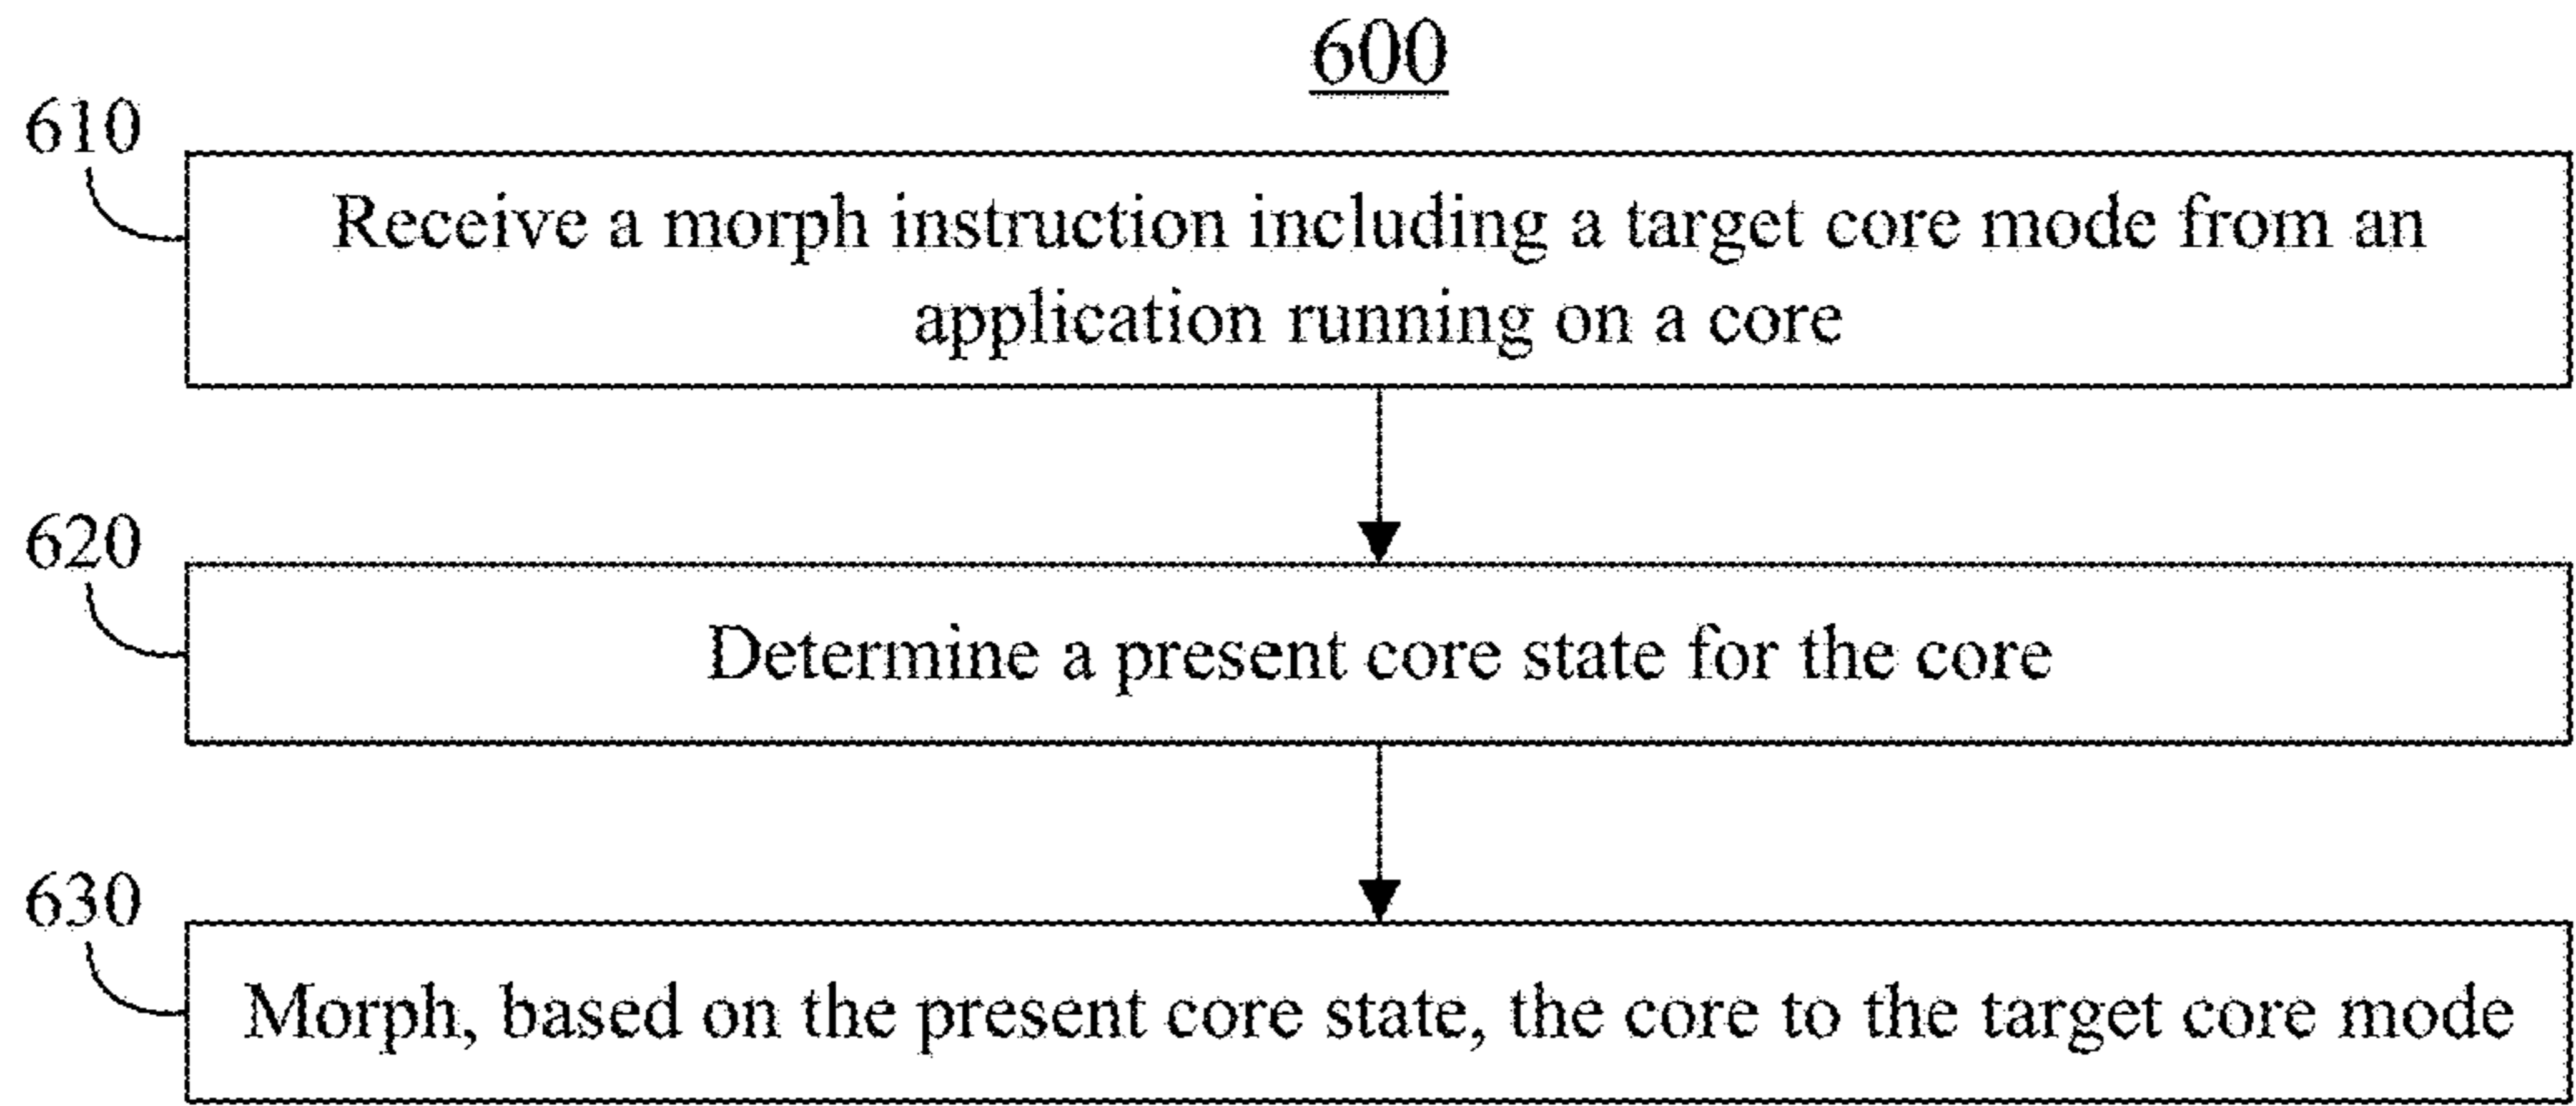 600
610
Receive a morph instruction including a target core mode from an
application running on a core
620
Determine a present core state for the core
630
Morph, based on the present core state, the core to the target core mode